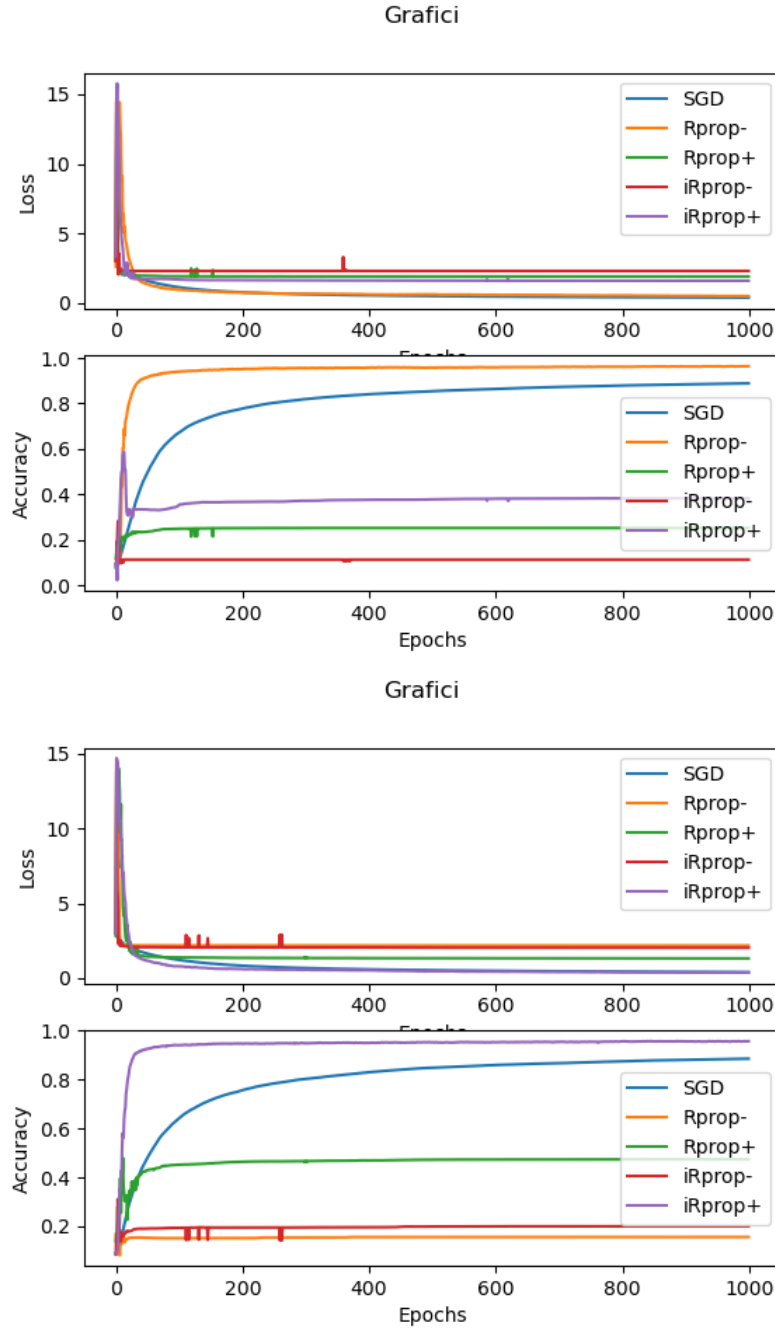 Grafici
15
10
5
0
Loss
SGD
Rprop-
Rprop+
iRprop-
iRprop+
0 200 400 600 800 1000
Epochs
1.0
0.8
0.6
0.4
0.2
0.0
Accuracy
SGD
Rprop-
Rprop+
iRprop-
iRprop+
0 200 400 600 800 1000
Epochs
Grafici
15
10
5
0
Loss
SGD
Rprop-
Rprop+
iRprop-
iRprop+
0 200 400 600 800 1000
Epochs
1.0
0.8
0.6
0.4
0.2
Accuracy
SGD
Rprop-
Rprop+
iRprop-
iRprop+
0 200 400 600 800 1000
Epochs